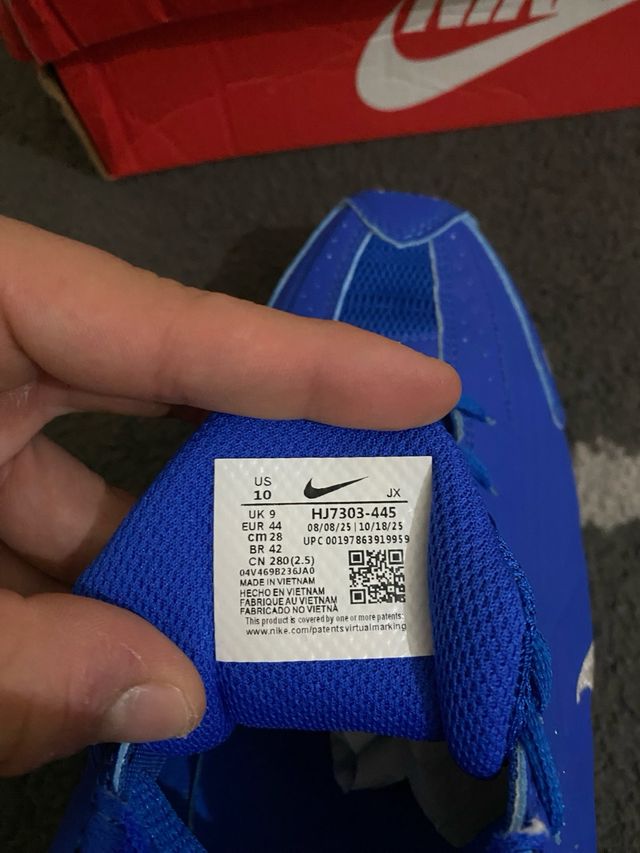 NIKE
US
10
JX
UK 9
HJ7303-445
EUR 44
08/08/25 | 10/18/25
cm 28
UPC 00197863919959
BR 42
CN 280(2.5)
04V469B236JA0
MADE IN VIETNAM
HECHO EN VIETNAM
FABRIQUE AU VIETNAM
FABRICADO NO VIETNÃ
This product is covered by one or more patents:
www.nike.com/patentsvirtualmarking